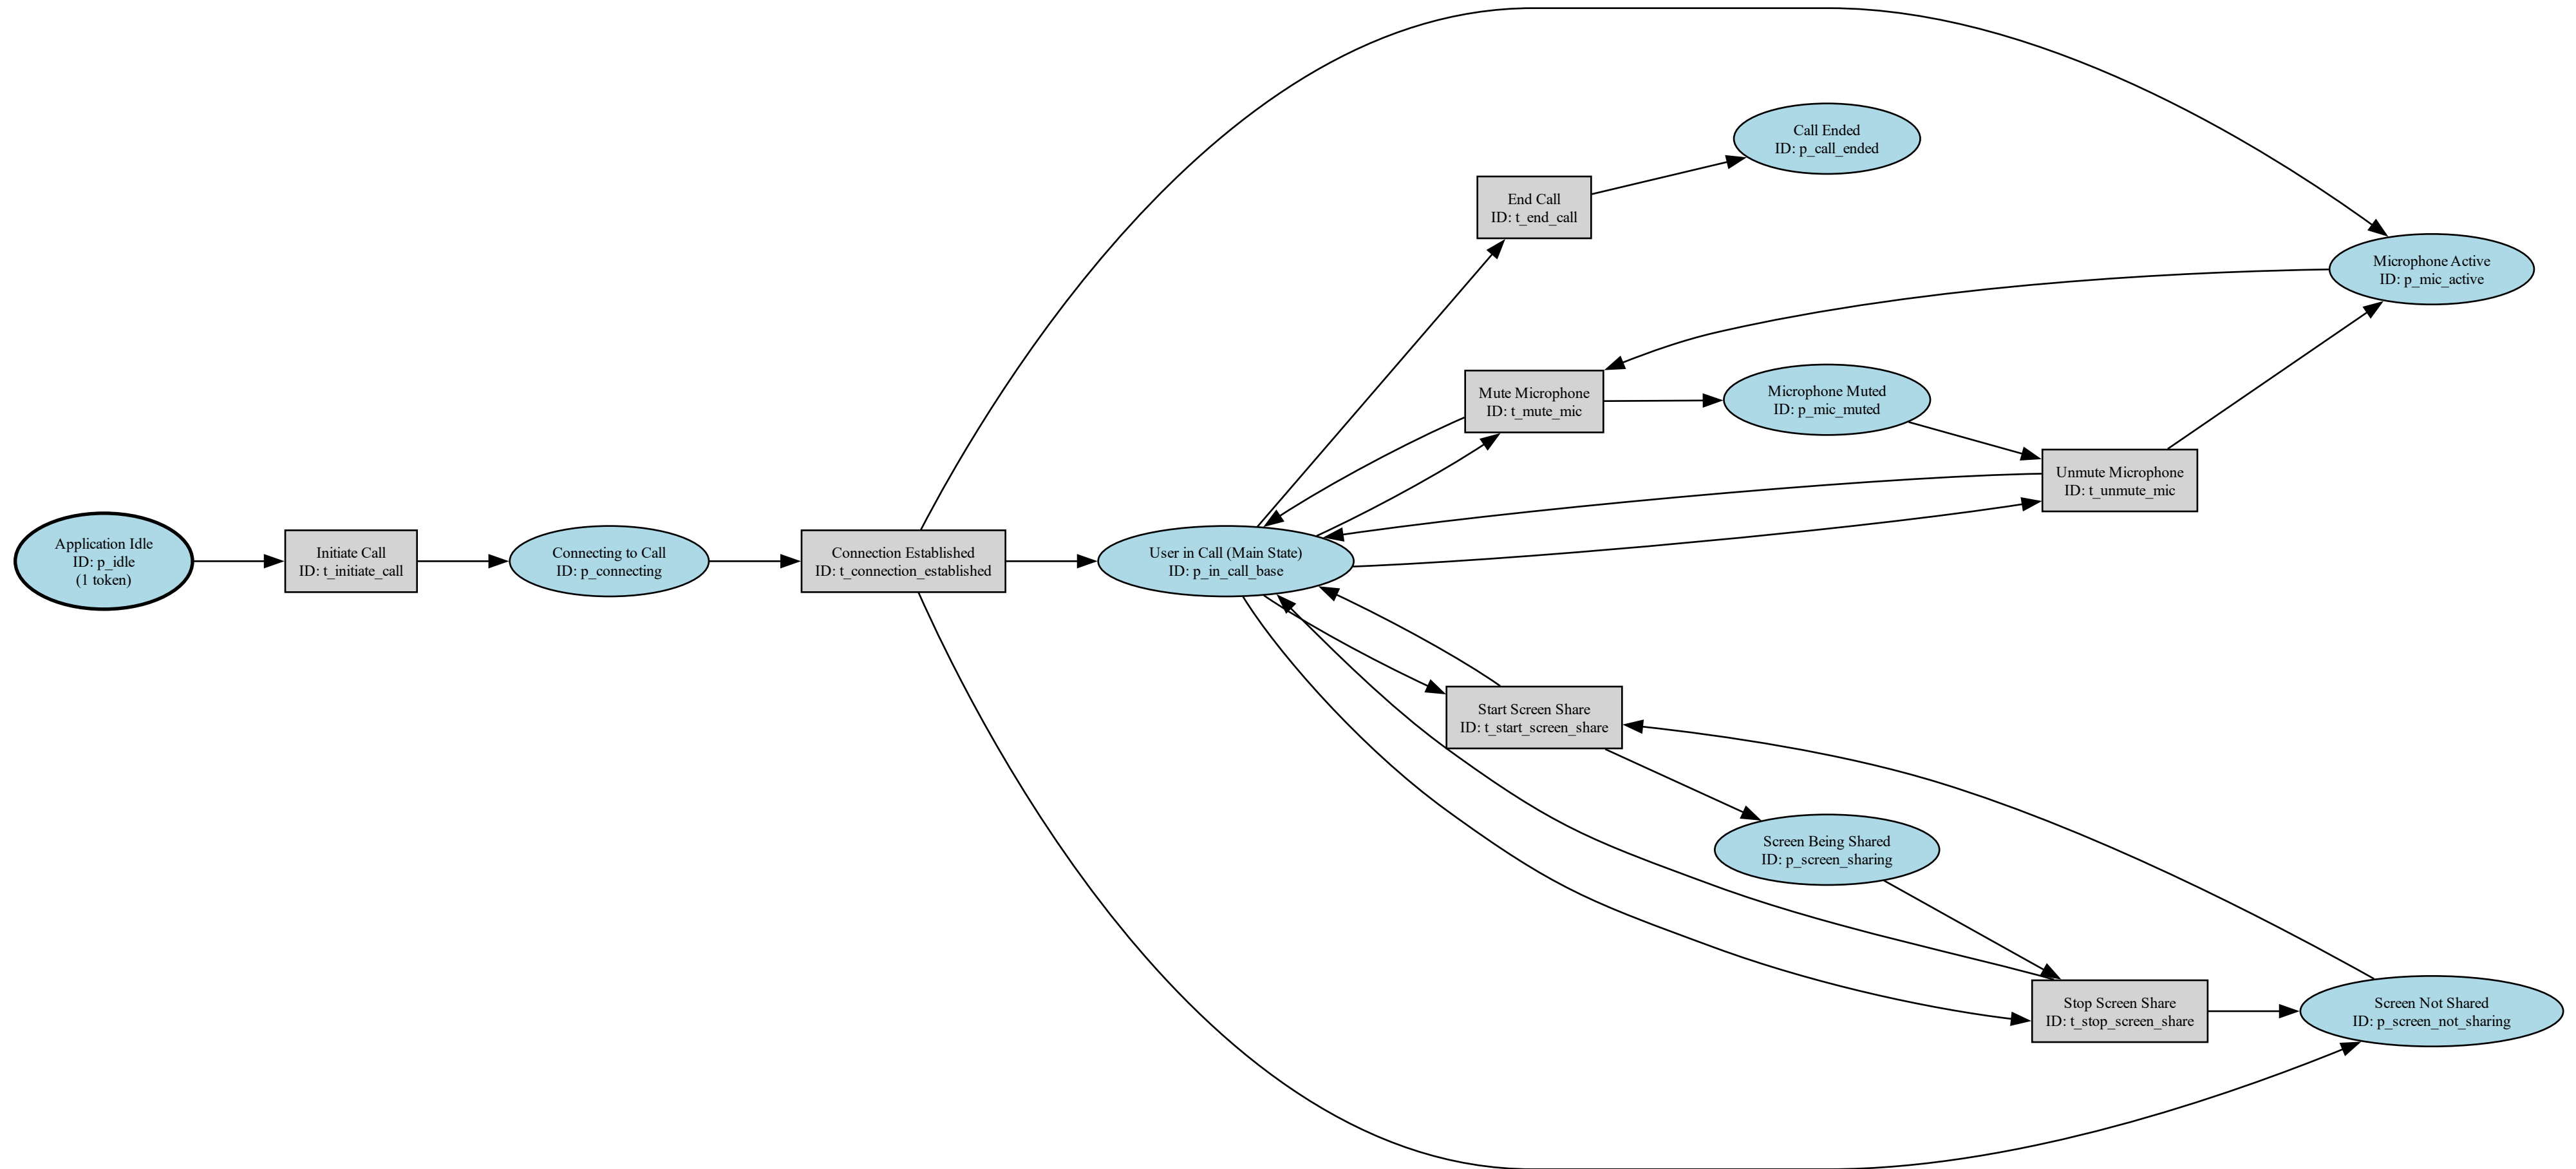 Application Idle
ID: p_idle
(1 token)
Initiate Call
ID: t_initiate_call
Connecting to Call
ID: p_connecting
Connection Established
ID: t_connection_established
User in Call (Main State)
ID: p_in_call_base
End Call
ID: t_end_call
Call Ended
ID: p_call_ended
Mute Microphone
ID: t_mute_mic
Microphone Muted
ID: p_mic_muted
Unmute Microphone
ID: t_unmute_mic
Microphone Active
ID: p_mic_active
Start Screen Share
ID: t_start_screen_share
Screen Being Shared
ID: p_screen_sharing
Stop Screen Share
ID: t_stop_screen_share
Screen Not Shared
ID: p_screen_not_sharing